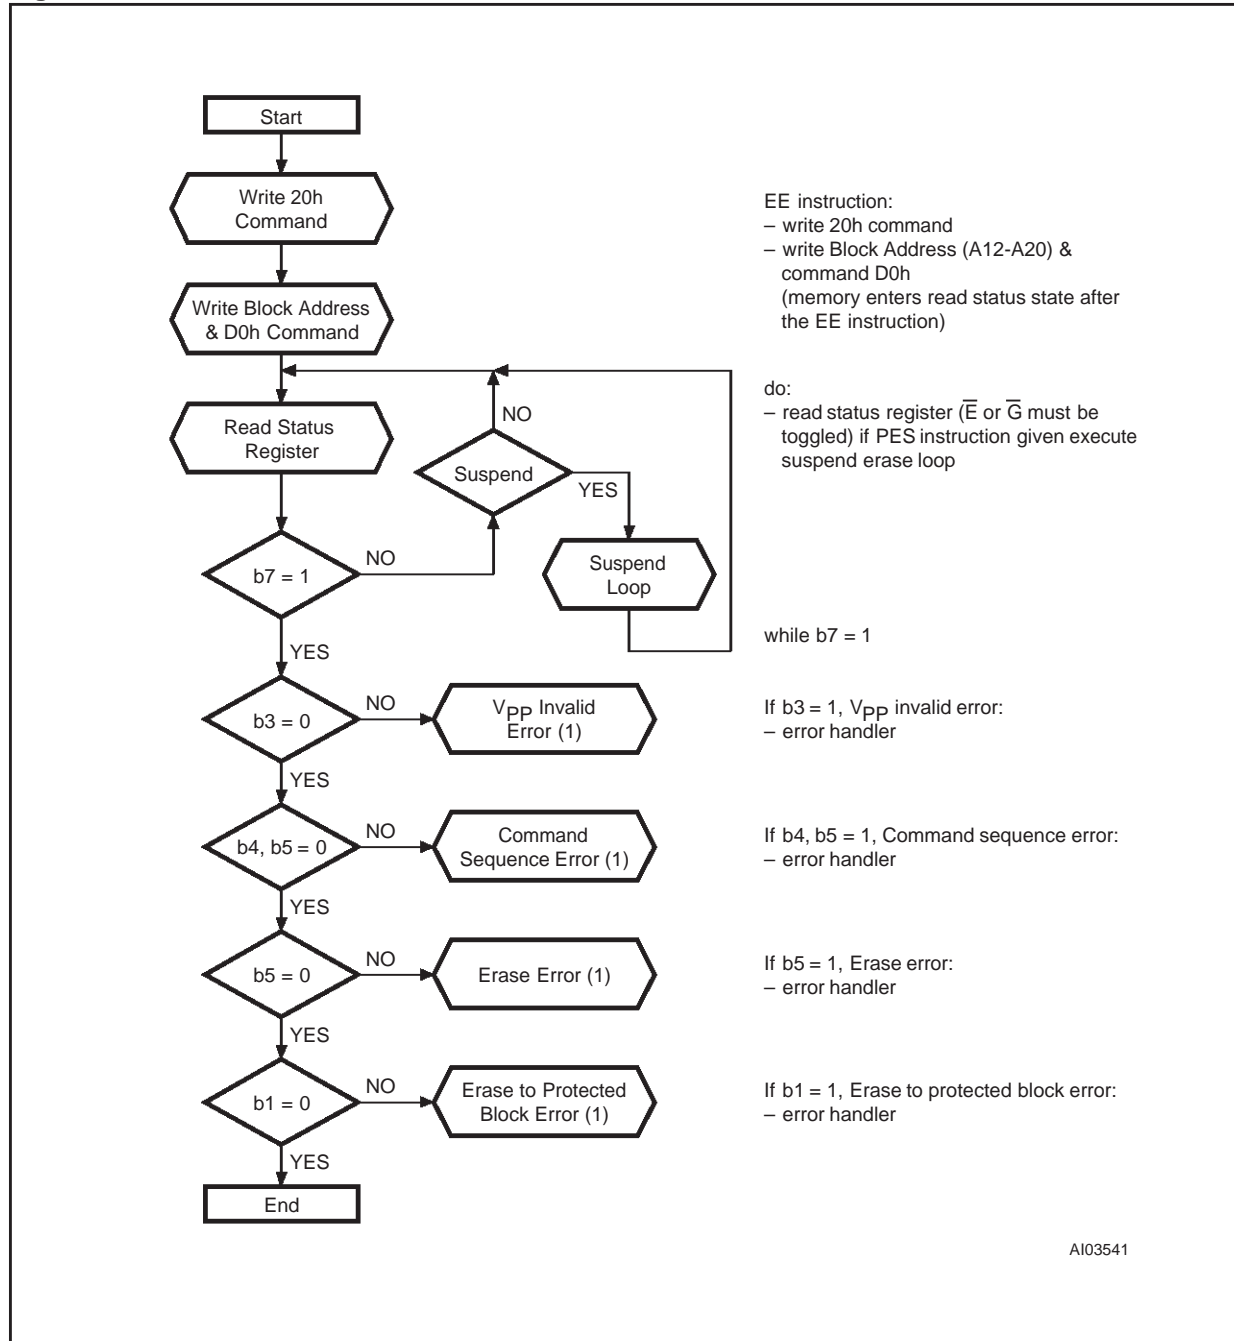 Start
Write 20h
Command
Write Block Address
& D0h Command
Read Status
Register
NO
Suspend
YES
Suspend
Loop
b7 = 1
NO
YES
b3 = 0
NO
VPP Invalid
Error (1)
YES
b4, b5 = 0
NO
Command
Sequence Error (1)
YES
b5 = 0
NO
Erase Error (1)
YES
b1 = 0
NO
Erase to Protected
Block Error (1)
YES
End
EE instruction:
– write 20h command
– write Block Address (A12-A20) &
command D0h
(memory enters read status state after
the EE instruction)
do:
– read status register (E̅ or G̅ must be
toggled) if PES instruction given execute
suspend erase loop
while b7 = 1
If b3 = 1, VPP invalid error:
– error handler
If b4, b5 = 1, Command sequence error:
– error handler
If b5 = 1, Erase error:
– error handler
If b1 = 1, Erase to protected block error:
– error handler
AI03541